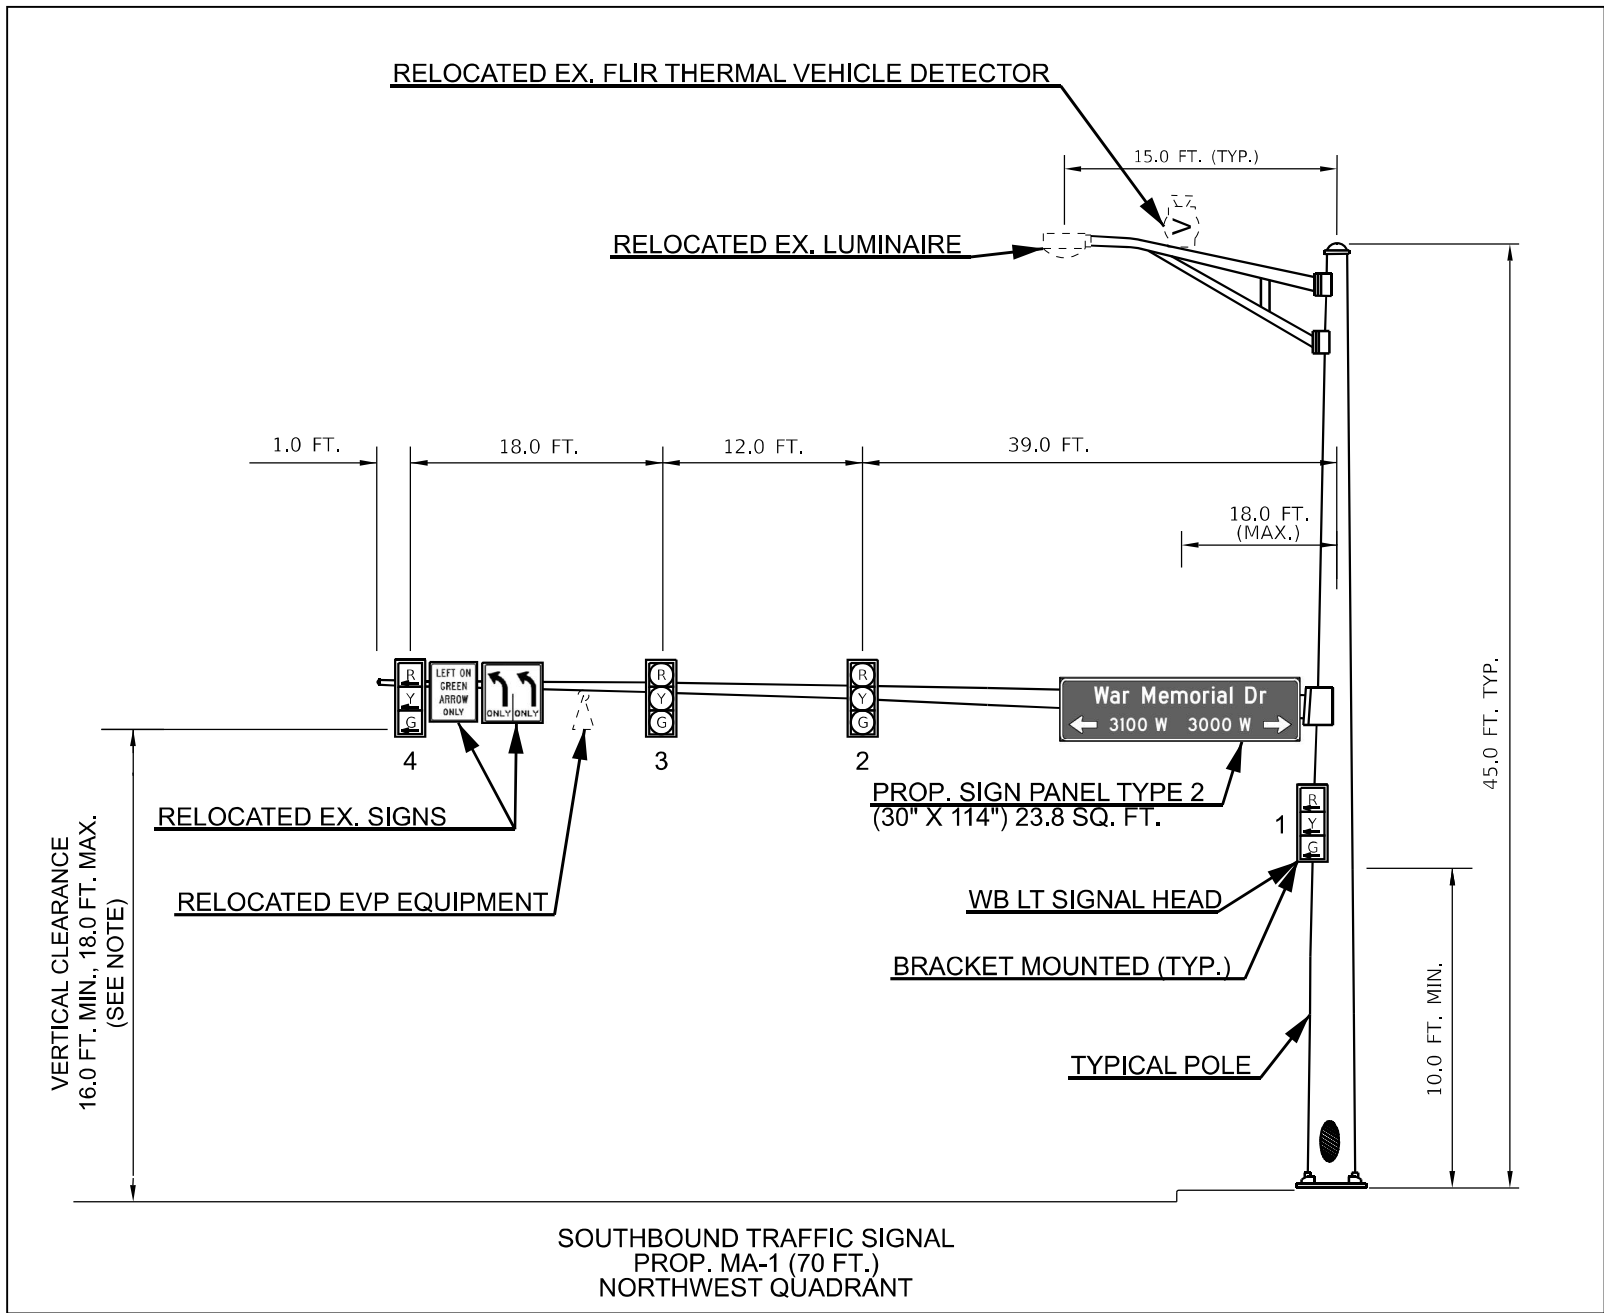 RELOCATED EX. FLIR THERMAL VEHICLE DETECTOR
15.0 FT. (TYP.)
V
RELOCATED EX. LUMINAIRE
1.0 FT.
18.0 FT.
12.0 FT.
39.0 FT.
18.0 FT.
(MAX.)
45.0 FT. TYP.
R
Y
G
4
LEFT ON
GREEN
ARROW
ONLY
ONLY ONLY
R
Y
G
3
R
Y
G
2
War Memorial Dr
3100 W 3000 W
RELOCATED EX. SIGNS
PROP. SIGN PANEL TYPE 2
(30" X 114") 23.8 SQ. FT.
R
Y
G
1
VERTICAL CLEARANCE
16.0 FT. MIN., 18.0 FT. MAX.
(SEE NOTE)
RELOCATED EVP EQUIPMENT
WB LT SIGNAL HEAD
BRACKET MOUNTED (TYP.)
10.0 FT. MIN.
TYPICAL POLE
SOUTHBOUND TRAFFIC SIGNAL
PROP. MA-1 (70 FT.)
NORTHWEST QUADRANT